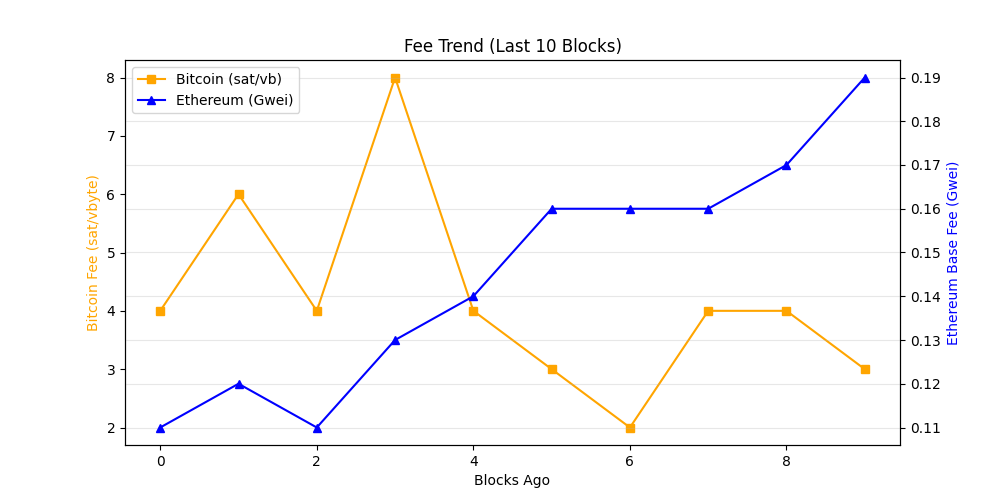 Fee Trend (Last 10 Blocks)
Bitcoin (sat/vb)
Ethereum (Gwei)
Bitcoin Fee (sat/vbyte)
8
7
6
5
4
3
2
0.19
0.18
0.17
0.16
0.15
0.14
0.13
0.12
0.11
Ethereum Base Fee (Gwei)
0 2 4 6 8
Blocks Ago